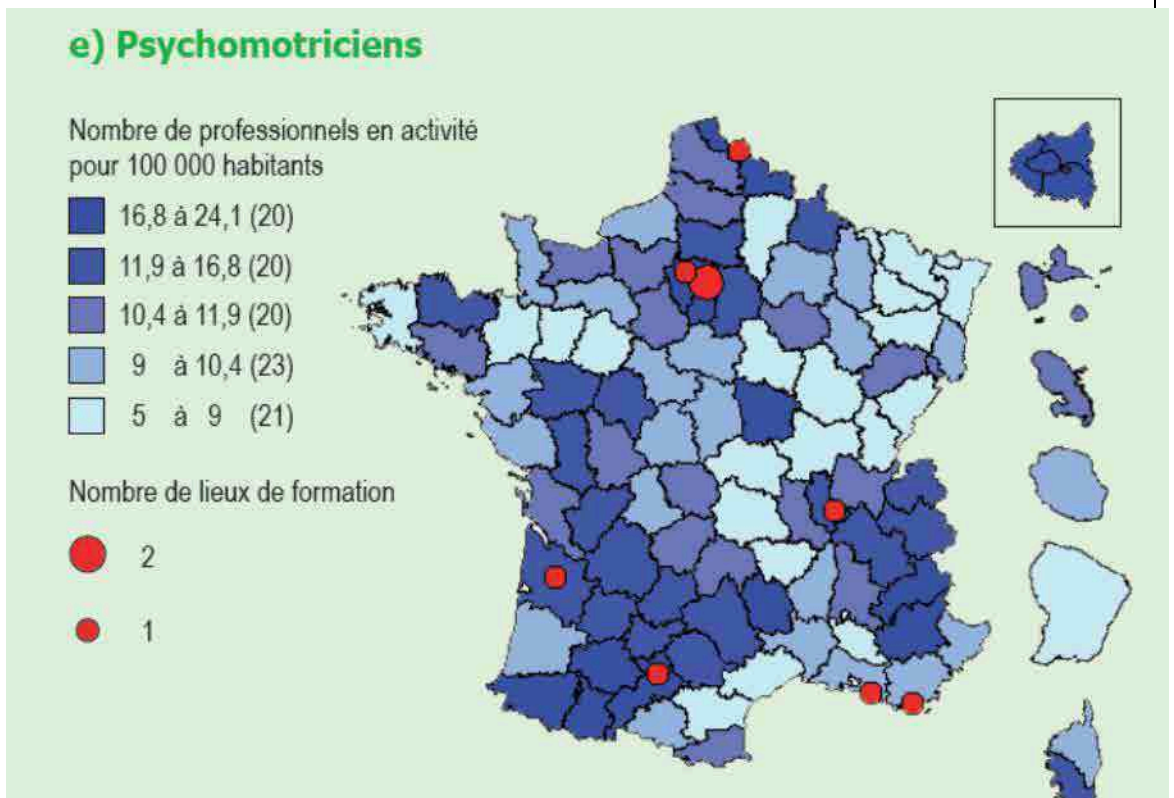 e) Psychomotriciens
Nombre de professionnels en activité
pour 100 000 habitants
16,8 à 24,1 (20)
11,9 à 16,8 (20)
10,4 à 11,9 (20)
9 à 10,4 (23)
5 à 9 (21)
Nombre de lieux de formation
2
1